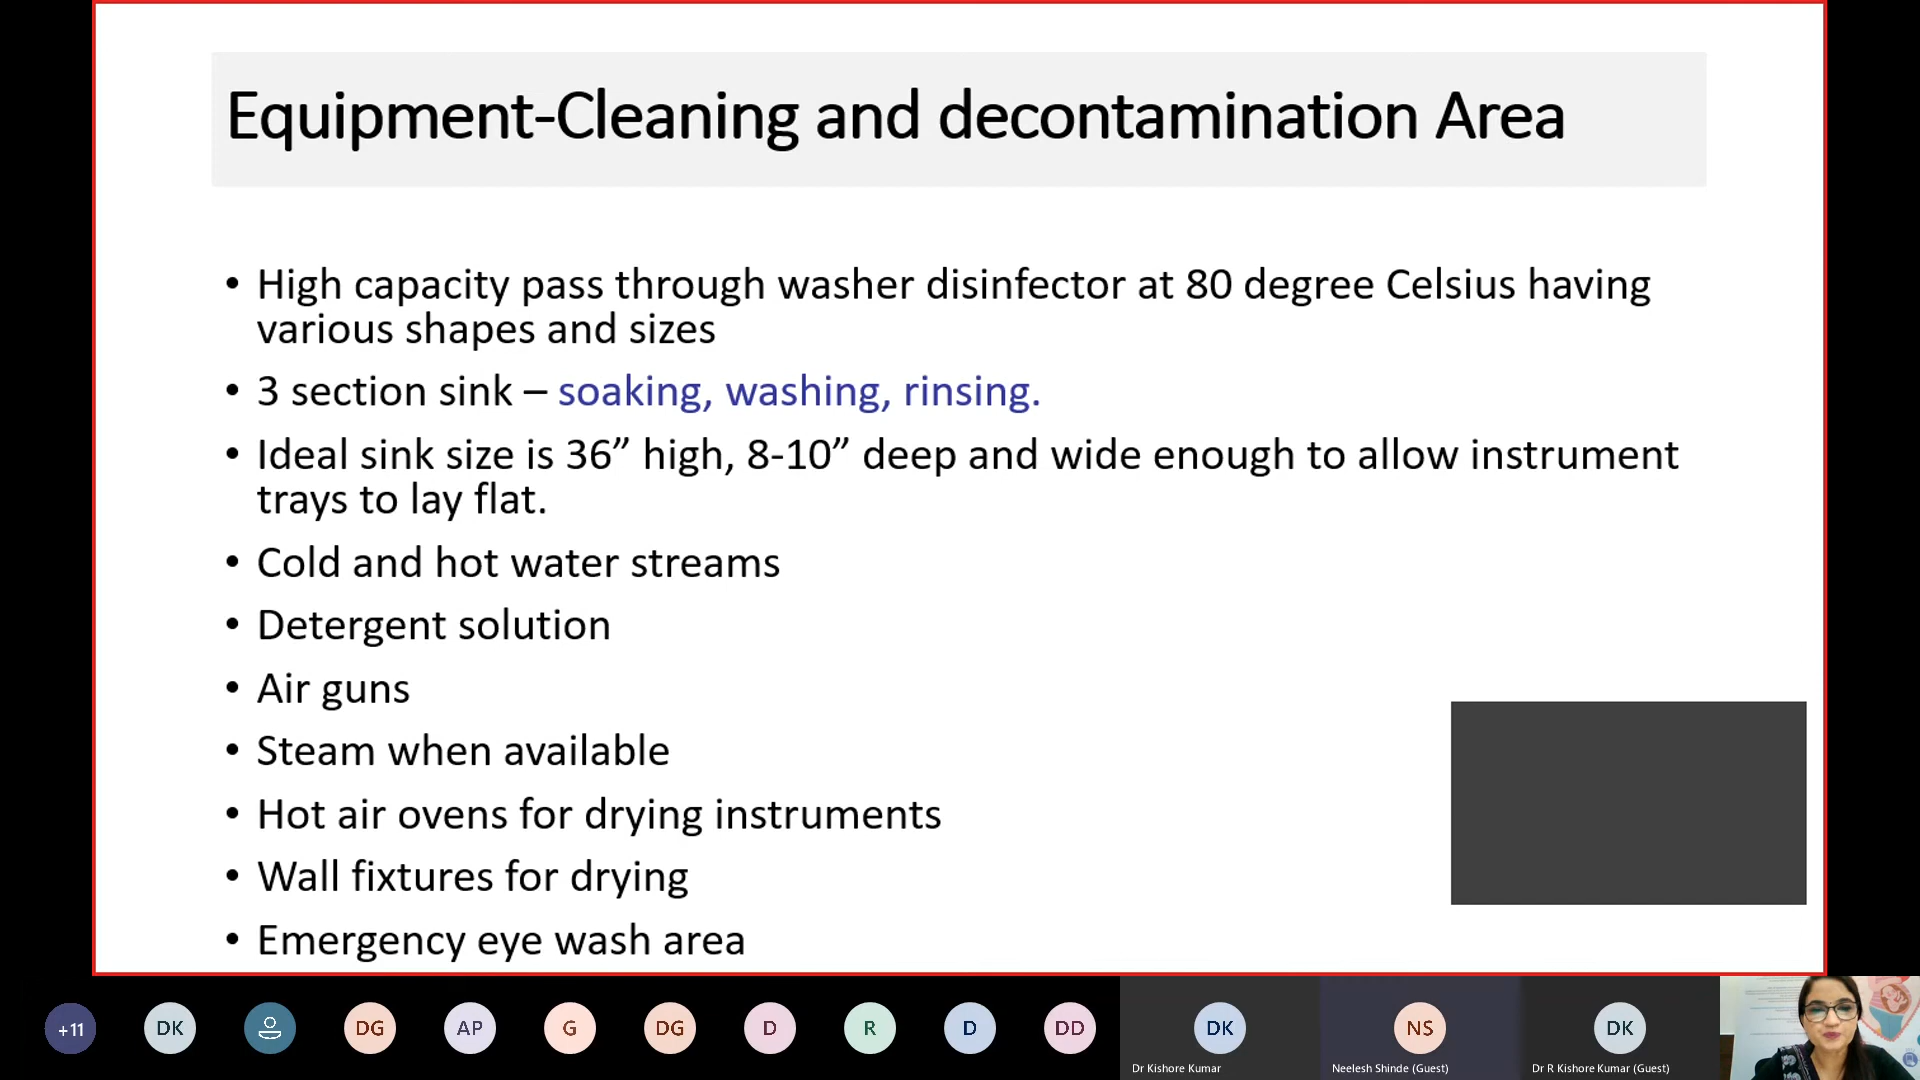 Equipment-Cleaning and decontamination Area
• High capacity pass through washer disinfector at 80 degree Celsius having
various shapes and sizes
• 3 section sink – soaking, washing, rinsing.
• Ideal sink size is 36” high, 8-10” deep and wide enough to allow instrument
trays to lay flat.
• Cold and hot water streams
• Detergent solution
• Air guns
• Steam when available
• Hot air ovens for drying instruments
• Wall fixtures for drying
• Emergency eye wash area
+11 DK DG AP G DG D R D DD DK NS DK
Dr Kishore Kumar Neelesh Shinde (Guest) Dr R Kishore Kumar (Guest)